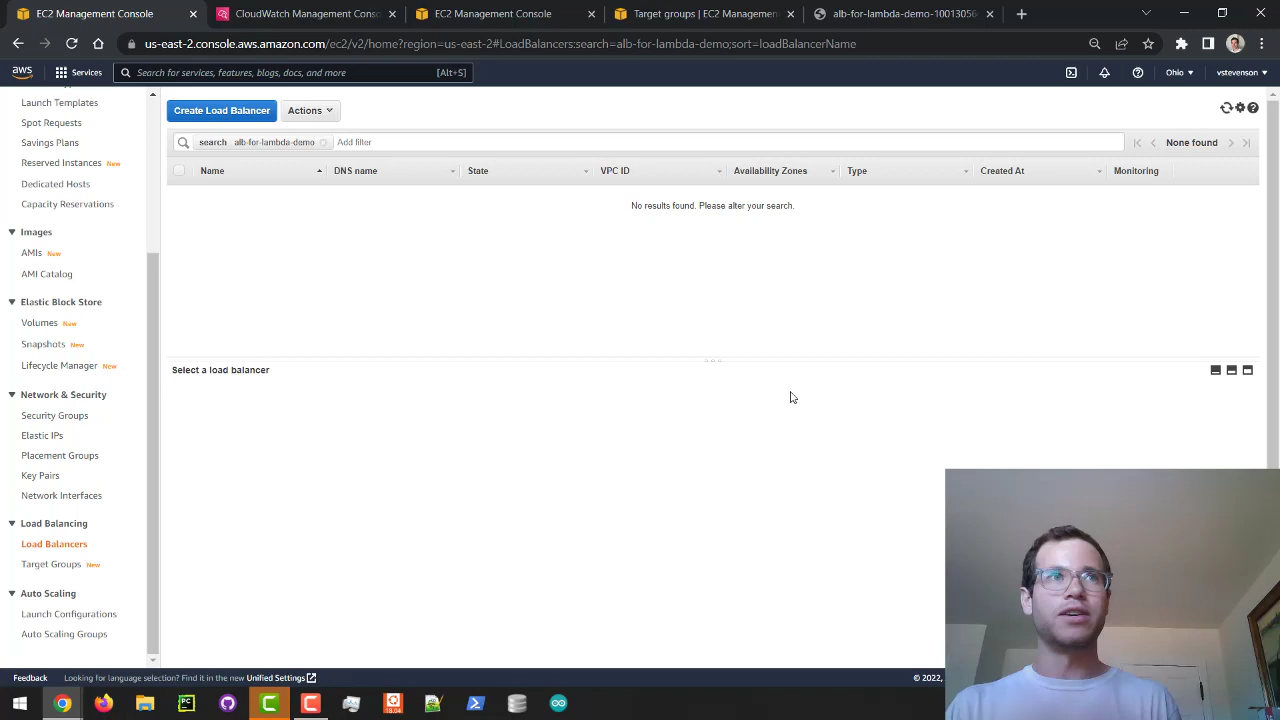 EC2 Management Console
CloudWatch Management Conso
EC2 Management Console
Target groups | EC2 Managemen
alb-for-lambda-demo-10013056
us-east-2.console.aws.amazon.com/ec2/v2/home?region=us-east-2#LoadBalancers:search=alb-for-lambda-demo;sort=loadBalancerName
aws
Services
Search for services, features, blogs, docs, and more
[Alt+S]
Ohio
vstevenson
Launch Templates
Spot Requests
Savings Plans
Reserved Instances New
Dedicated Hosts
Capacity Reservations
Images
AMIs New
AMI Catalog
Elastic Block Store
Volumes New
Snapshots New
Lifecycle Manager New
Network & Security
Security Groups
Elastic IPs
Placement Groups
Key Pairs
Network Interfaces
Load Balancing
Load Balancers
Target Groups New
Auto Scaling
Launch Configurations
Auto Scaling Groups
Create Load Balancer
Actions
search alb-for-lambda-demo
Add filter
None found
Name
DNS name
State
VPC ID
Availability Zones
Type
Created At
Monitoring
No results found. Please alter your search.
Select a load balancer
Feedback
Looking for language selection? Find it in the new Unified Settings
© 2022,
PC
18.04